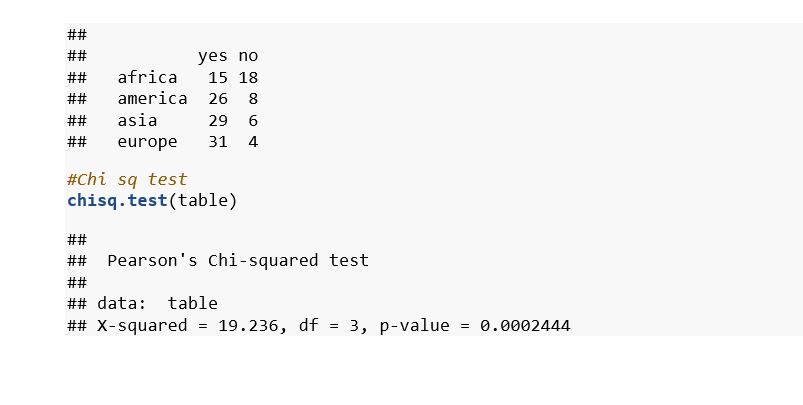 ##
##           yes no
##   africa   15 18
##   america  26  8
##   asia     29  6
##   europe   31  4
#Chi sq test
chisq.test(table)
##
##  Pearson's Chi-squared test
##
## data:  table
## X-squared = 19.236, df = 3, p-value = 0.0002444